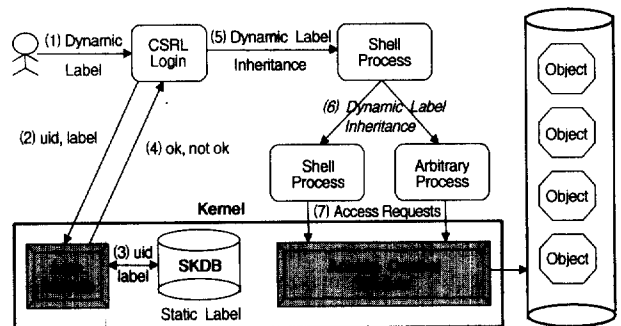 (1) Dynamic
Label
CSRL
Login
(5) Dynamic Label
Inheritance
Shell
Process
(2) uid, label
(4) ok, not ok
(6) Dynamic Label
Inheritance
Shell
Process
Arbitrary
Process
(7) Access Requests
Kernel
(3) uid
label
SKDB
Static Label
Object
Object
Object
Object